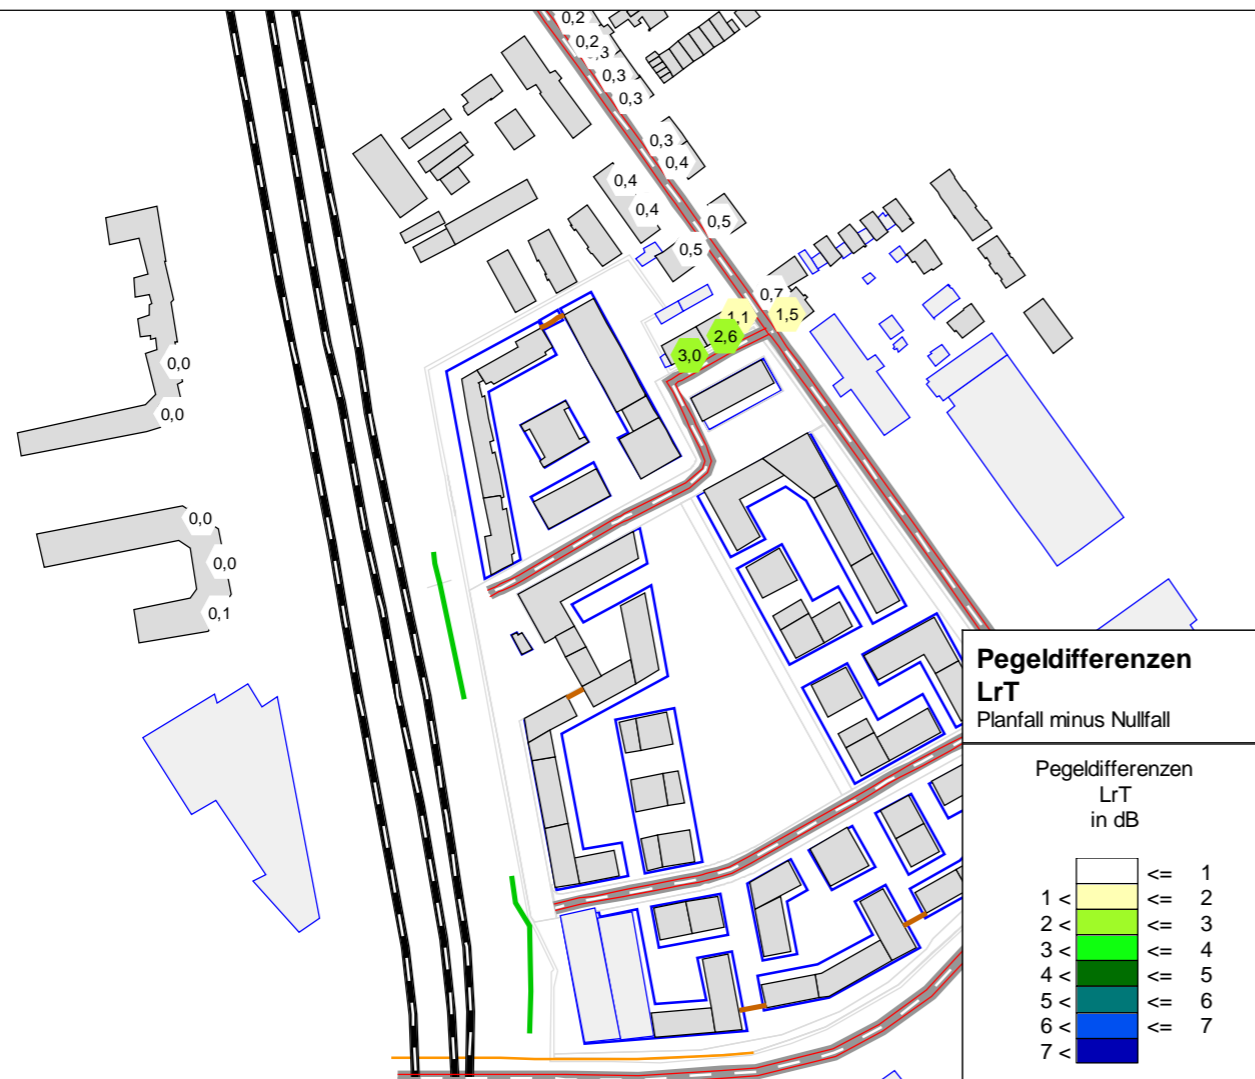 0,2
0,2
,3
0,3
0,3
0,3
0,4
0,4
0,4
0,5
0,5
0,7
1,1
1,5
2,6
3,0
0,0
0,0
0,0
0,0
0,1
Pegeldifferenzen
LrT
Planfall minus Nullfall
Pegeldifferenzen
LrT
in dB
<= 1
1 < <= 2
2 < <= 3
3 < <= 4
4 < <= 5
5 < <= 6
6 < <= 7
7 <